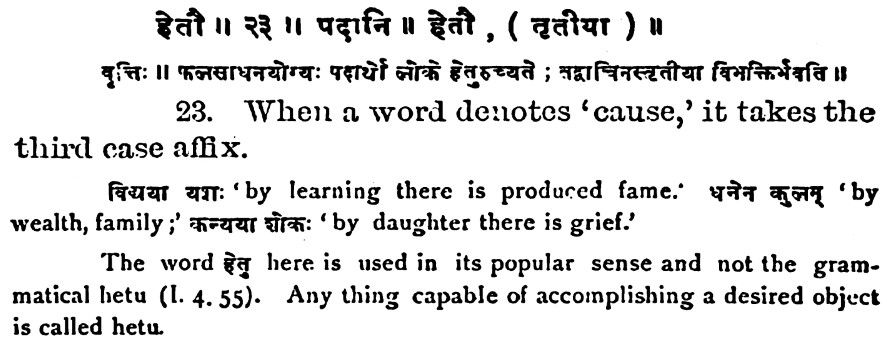 हेतौ ॥ २३ ॥ पदानि ॥ हेतौ , ( तृतीया ) ॥
वृत्तिः ॥ फलसाधनयोग्यः पदार्थो लोके हेतुरुच्यते ; तद्वाचिनस्तृतीया विभक्तिर्भवति ॥
23. When a word denotes ‘cause,’ it takes the
third case affix.
विद्यया यशः ‘by learning there is produced fame.’ धनेन कुलम् ‘by
wealth, family ;’ कन्यया शोकः ‘by daughter there is grief.’
The word हेतु here is used in its popular sense and not the gram-
matical hetu (I. 4. 55). Any thing capable of accomplishing a desired object
is called hetu.